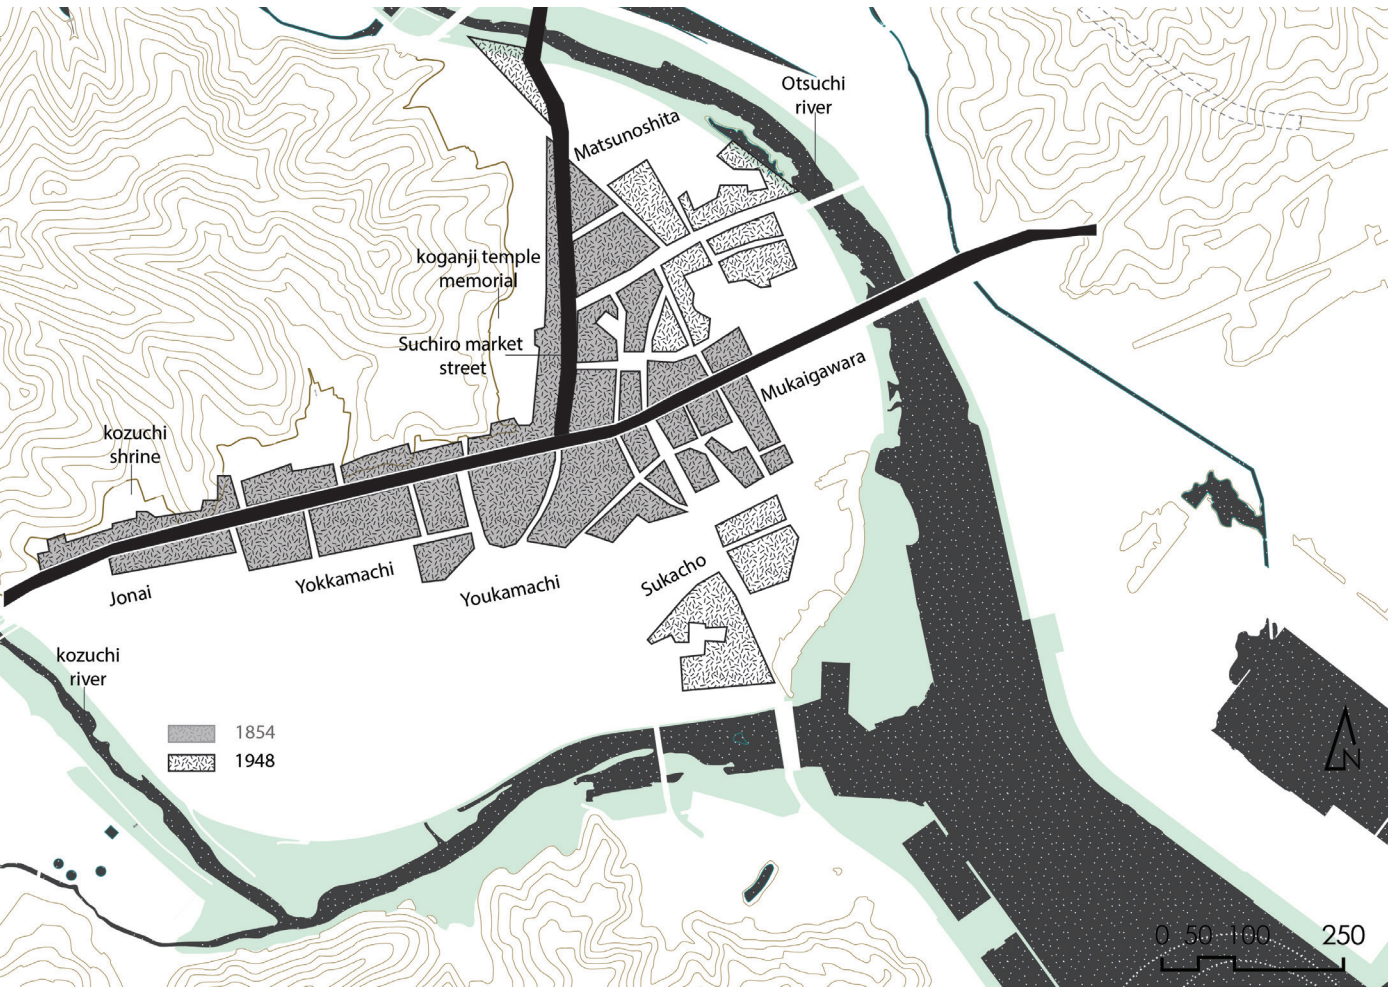 Otsuchi
river
Matsunoshita
koganji temple
memorial
Suchiro market
street
Mukaigawara
kozuchi
shrine
Jonai
Yokkamachi
Youkamachi
Sukacho
kozuchi
river
1854
1948
N
0 50 100 250